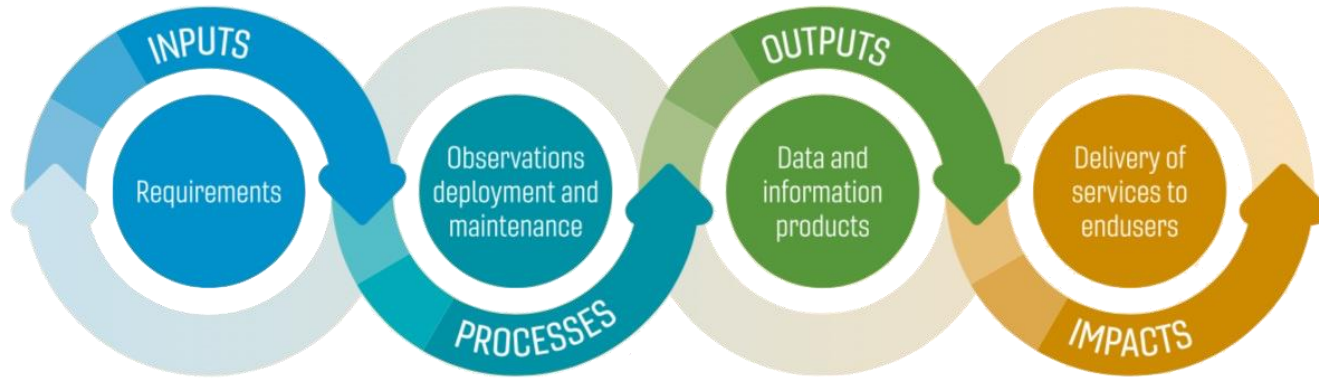 INPUTS
Requirements
Observations
deployment and
maintenance
PROCESSES
OUTPUTS
Data and
information
products
Delivery of
services to
endusers
IMPACTS